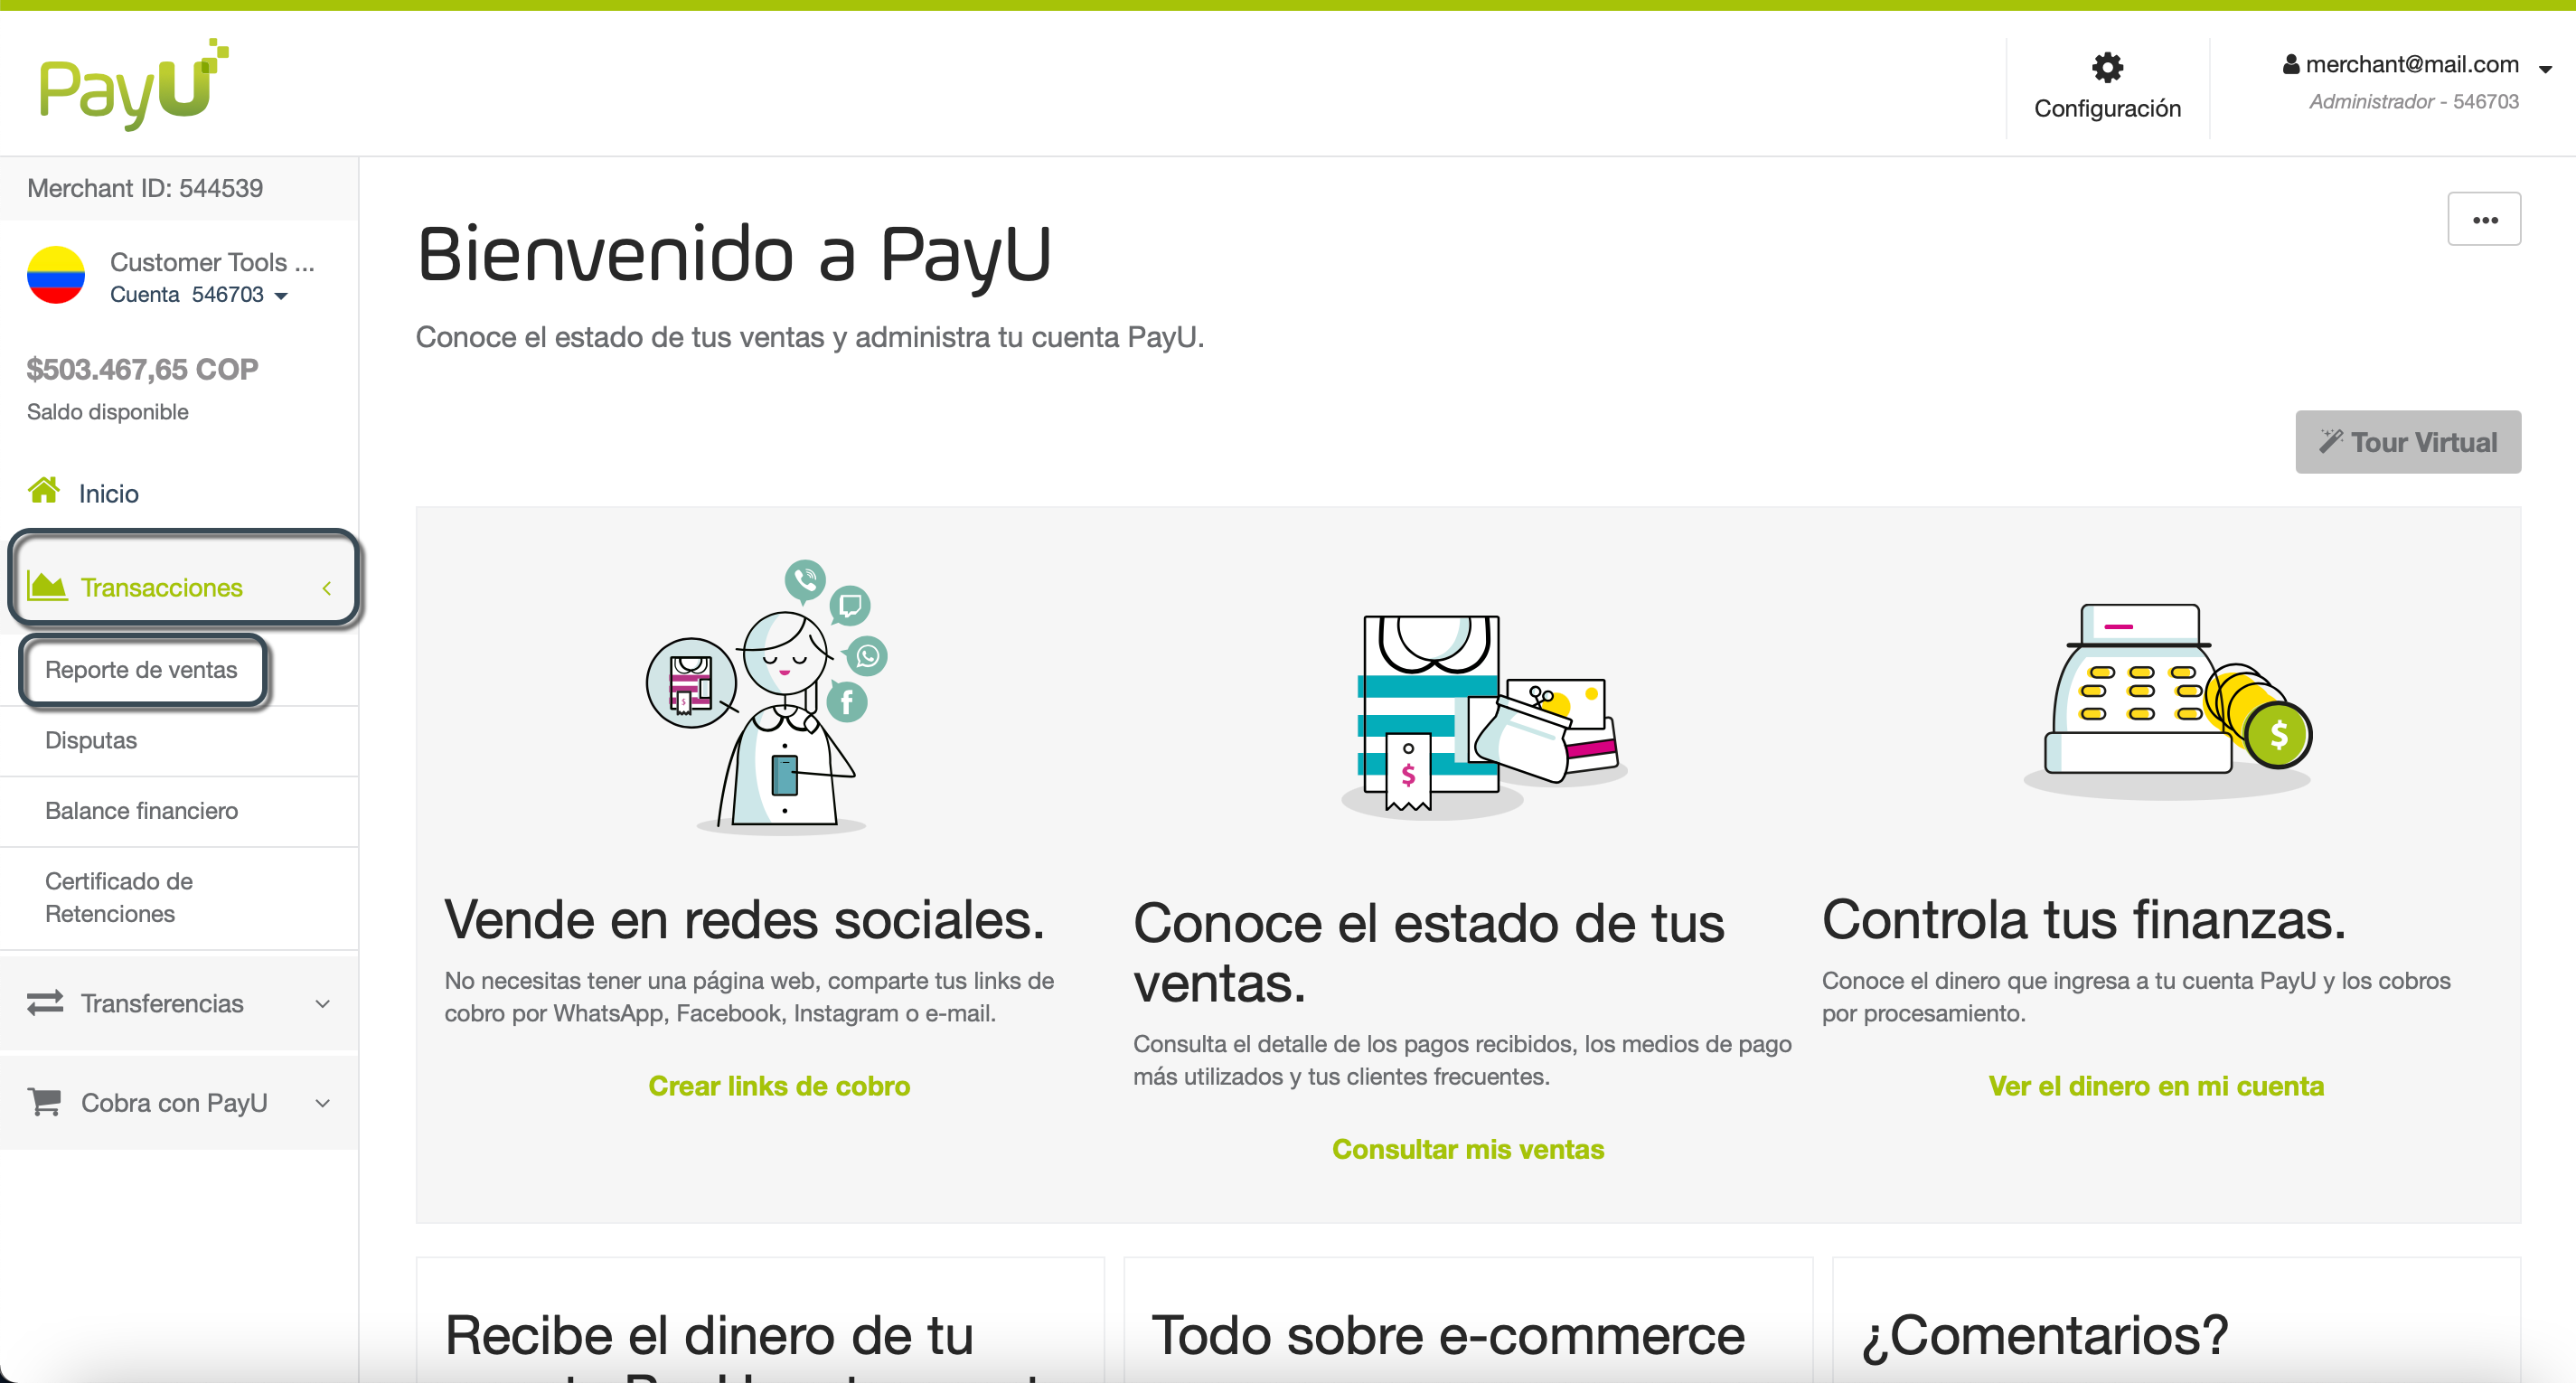 PayU
Configuración
merchant@mail.com
Administrador - 546703
Merchant ID: 544539
Customer Tools ...
Cuenta 546703
$503.467,65 COP
Saldo disponible
Inicio
Transacciones
Reporte de ventas
Disputas
Balance financiero
Certificado de
Retenciones
Transferencias
Cobra con PayU
Bienvenido a PayU
Conoce el estado de tus ventas y administra tu cuenta PayU.
Tour Virtual
Vende en redes sociales.
No necesitas tener una página web, comparte tus links de
cobro por WhatsApp, Facebook, Instagram o e-mail.
Crear links de cobro
Conoce el estado de tus
ventas.
Consulta el detalle de los pagos recibidos, los medios de pago
más utilizados y tus clientes frecuentes.
Consultar mis ventas
Controla tus finanzas.
Conoce el dinero que ingresa a tu cuenta PayU y los cobros
por procesamiento.
Ver el dinero en mi cuenta
Recibe el dinero de tu
Todo sobre e-commerce
¿Comentarios?